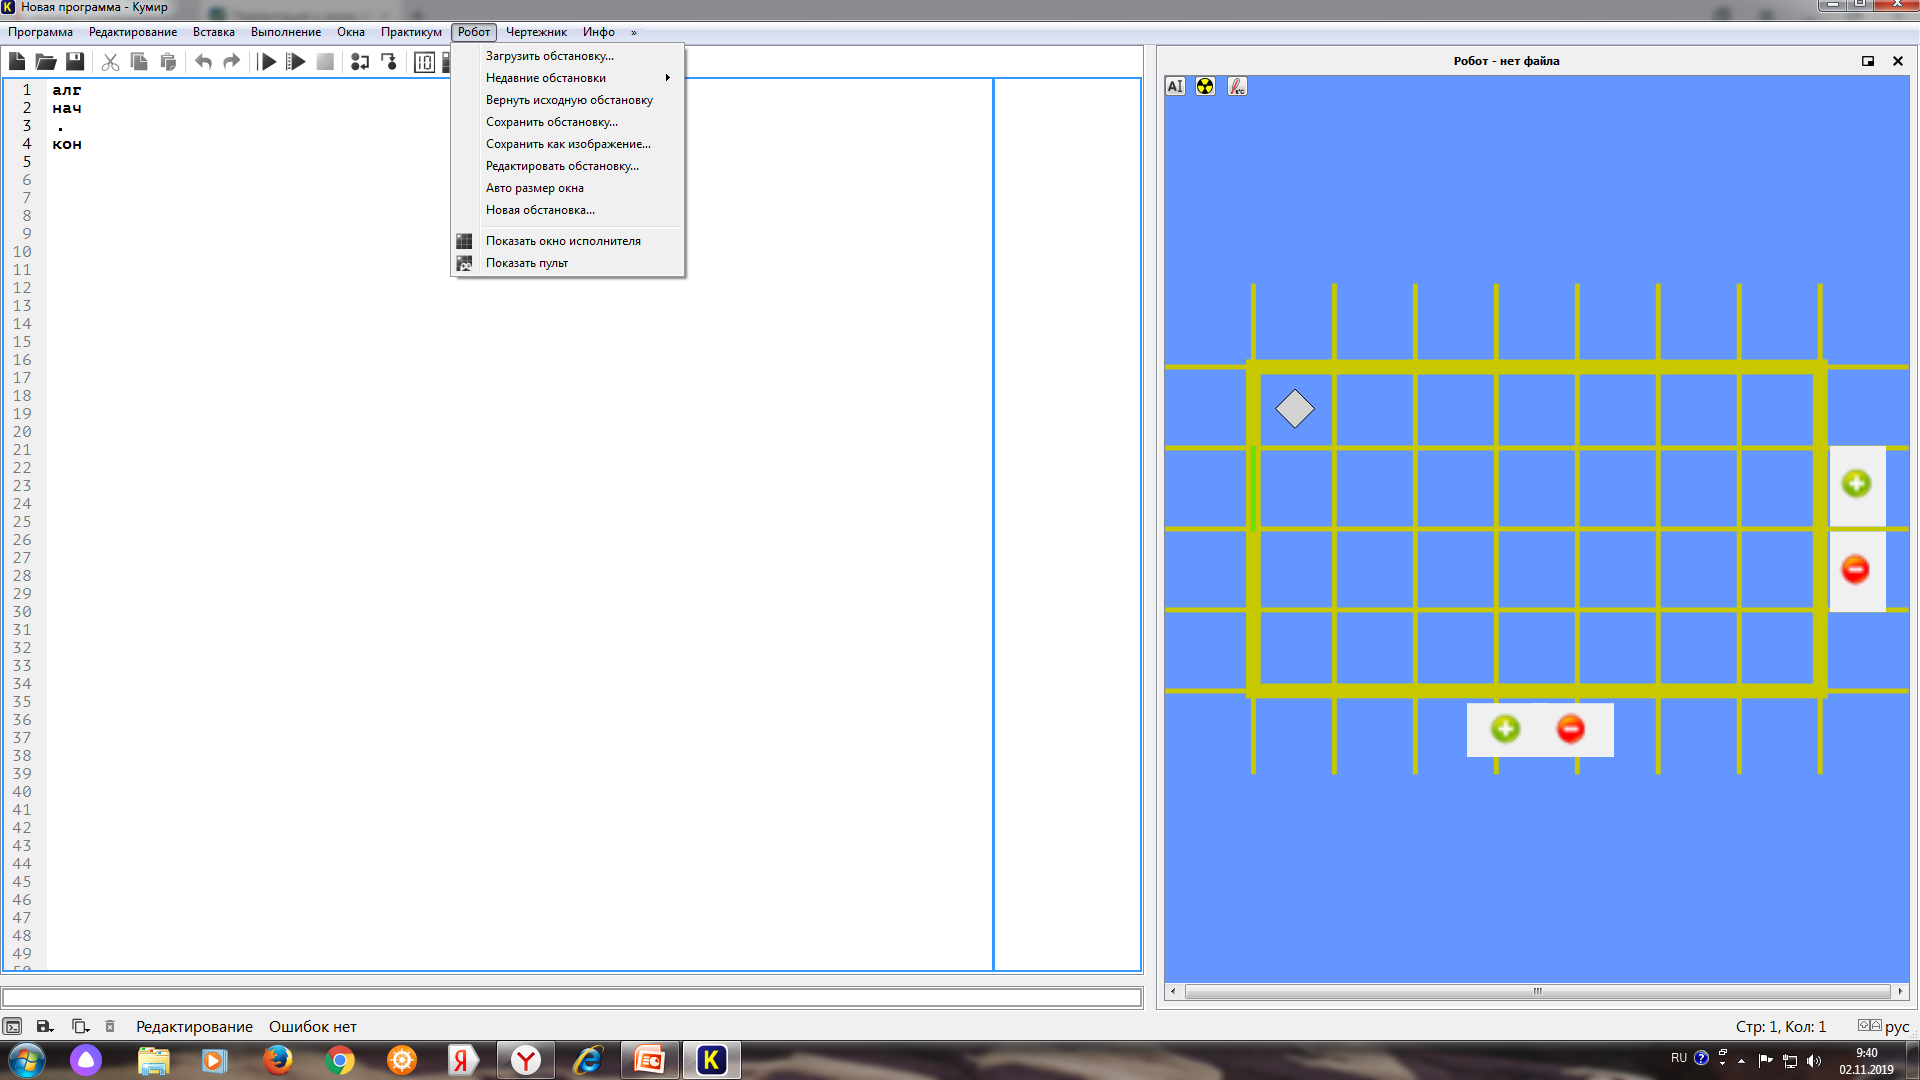 Новая программа - Кумир
Программа Редактирование Вставка Выполнение Окна Практикум Робот Чертежник Инфо »
Загрузить обстановку...
Недавние обстановки
Вернуть исходную обстановку
Сохранить обстановку...
Сохранить как изображение...
Редактировать обстановку...
Авто размер окна
Новая обстановка...
Показать окно исполнителя
Показать пульт
1 алг
2 нач
3 .
4 кон
5
6
7
8
9
10
11
12
13
14
15
16
17
18
19
20
21
22
23
24
25
26
27
28
29
30
31
32
33
34
35
36
37
38
39
40
41
42
43
44
45
46
47
48
49
Робот - нет файла
Редактирование Ошибок нет
Стр: 1, Кол: 1 рус
RU
9:40
02.11.2019